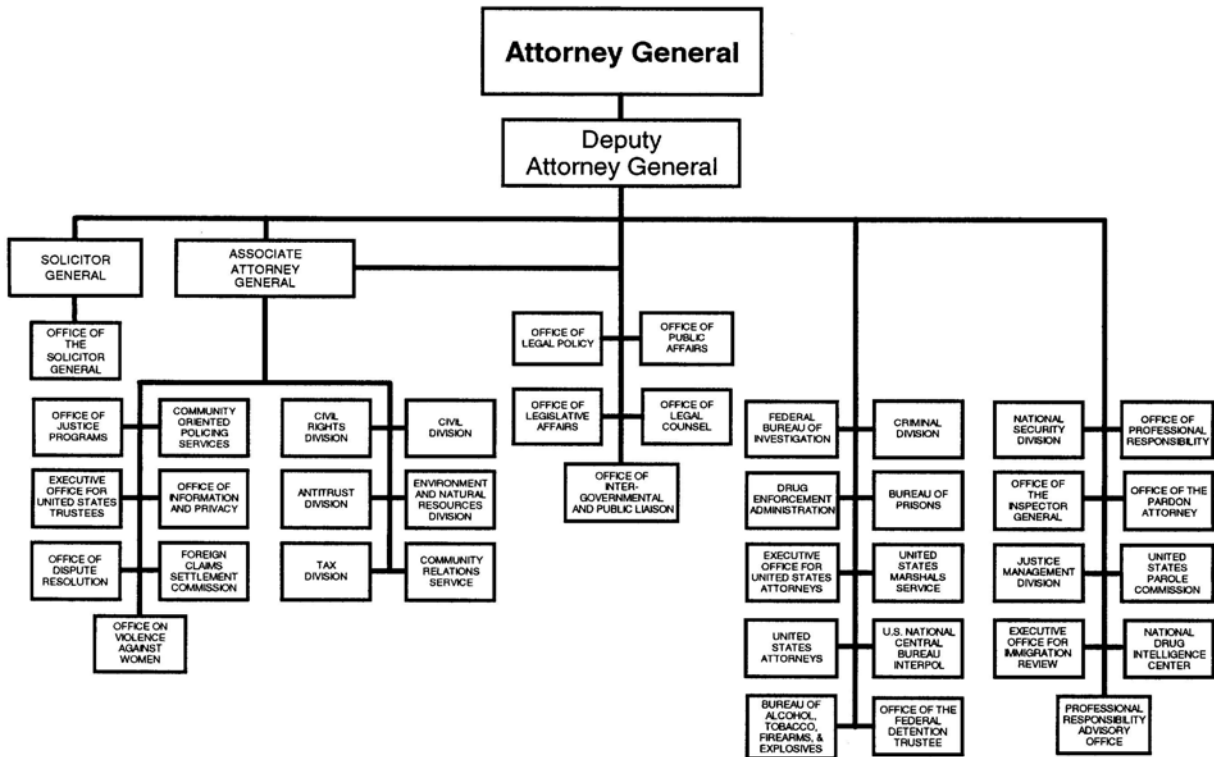 Attorney General
Deputy
Attorney General
SOLICITOR
GENERAL
ASSOCIATE
ATTORNEY
GENERAL
OFFICE OF
THE
SOLICITOR
GENERAL
OFFICE OF
LEGAL POLICY
OFFICE OF
PUBLIC
AFFAIRS
OFFICE OF
LEGISLATIVE
AFFAIRS
OFFICE OF
LEGAL
COUNSEL
OFFICE OF
INTER-
GOVERNMENTAL
AND PUBLIC LIAISON
OFFICE OF
JUSTICE
PROGRAMS
COMMUNITY
ORIENTED
POLICING
SERVICES
EXECUTIVE
OFFICE FOR
UNITED STATES
TRUSTEES
OFFICE OF
INFORMATION
AND PRIVACY
OFFICE OF
DISPUTE
RESOLUTION
FOREIGN
CLAIMS
SETTLEMENT
COMMISSION
OFFICE ON
VIOLENCE
AGAINST
WOMEN
CIVIL
RIGHTS
DIVISION
CIVIL
DIVISION
ANTITRUST
DIVISION
ENVIRONMENT
AND NATURAL
RESOURCES
DIVISION
TAX
DIVISION
COMMUNITY
RELATIONS
SERVICE
FEDERAL
BUREAU OF
INVESTIGATION
CRIMINAL
DIVISION
DRUG
ENFORCEMENT
ADMINISTRATION
BUREAU OF
PRISONS
EXECUTIVE
OFFICE FOR
UNITED STATES
ATTORNEYS
UNITED
STATES
MARSHALS
SERVICE
UNITED
STATES
ATTORNEYS
U.S. NATIONAL
CENTRAL
BUREAU
INTERPOL
BUREAU OF
ALCOHOL,
TOBACCO,
FIREARMS, &
EXPLOSIVES
OFFICE OF THE
FEDERAL
DETENTION
TRUSTEE
NATIONAL
SECURITY
DIVISION
OFFICE OF
PROFESSIONAL
RESPONSIBILITY
OFFICE OF
THE
INSPECTOR
GENERAL
OFFICE OF THE
PARDON
ATTORNEY
JUSTICE
MANAGEMENT
DIVISION
UNITED
STATES
PAROLE
COMMISSION
EXECUTIVE
OFFICE FOR
IMMIGRATION
REVIEW
NATIONAL
DRUG
INTELLIGENCE
CENTER
PROFESSIONAL
RESPONSIBILITY
ADVISORY
OFFICE